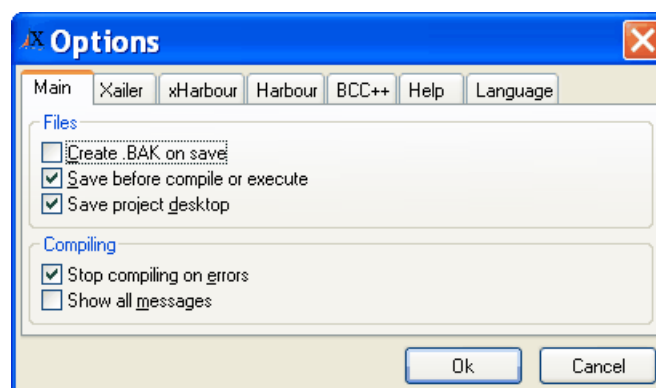 Options
Main Xailer xHarbour Harbour BCC++ Help Language
Files
Create .BAK on save
Save before compile or execute
Save project desktop
Compiling
Stop compiling on errors
Show all messages
Ok Cancel